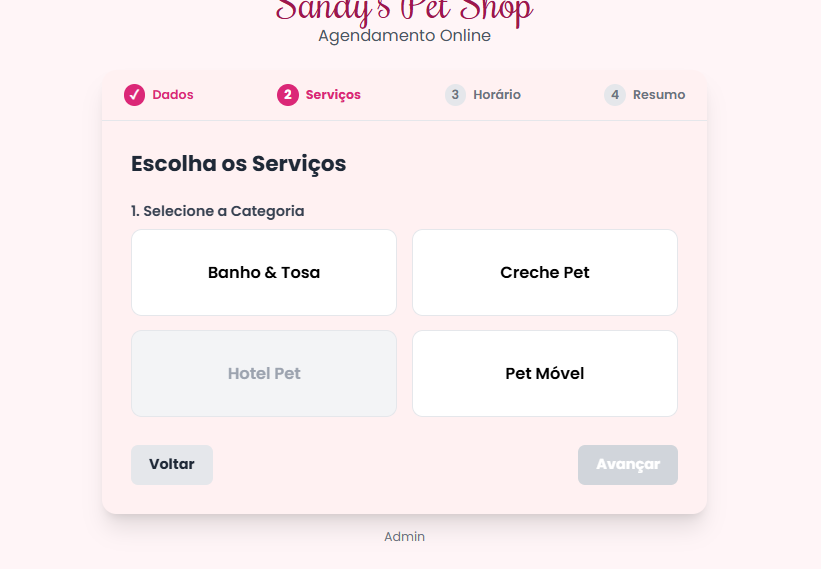 Sandy's Pet Shop
Agendamento Online
✓ Dados 2 Serviços 3 Horário 4 Resumo
Escolha os Serviços
1. Selecione a Categoria
Banho & Tosa Creche Pet
Hotel Pet Pet Móvel
Voltar Avançar
Admin